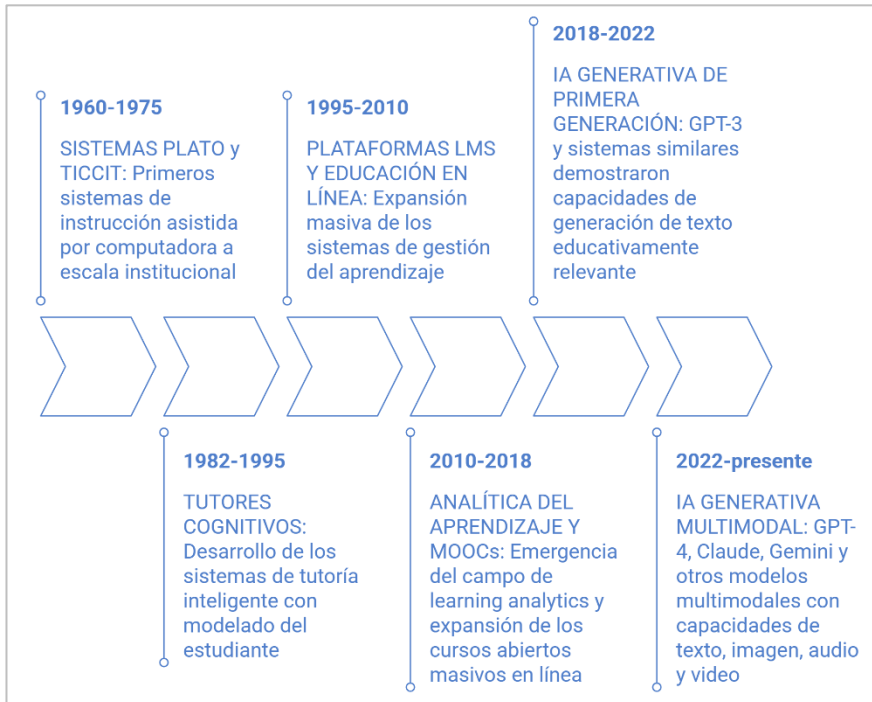 1960-1975
SISTEMAS PLATO y
TICCIT: Primeros
sistemas de
instrucción asistida
por computadora a
escala institucional
1982-1995
TUTORES
COGNITIVOS:
Desarrollo de los
sistemas de tutoría
inteligente con
modelado del
estudiante
1995-2010
PLATAFORMAS LMS
Y EDUCACIÓN EN
LÍNEA: Expansión
masiva de los
sistemas de gestión
del aprendizaje
2010-2018
ANALÍTICA DEL
APRENDIZAJE Y
MOOCs: Emergencia
del campo de
learning analytics y
expansión de los
cursos abiertos
masivos en línea
2018-2022
IA GENERATIVA DE
PRIMERA
GENERACIÓN: GPT-3
y sistemas similares
demostraron
capacidades de
generación de texto
educativamente
relevante
2022-presente
IA GENERATIVA
MULTIMODAL: GPT-
4, Claude, Gemini y
otros modelos
multimodales con
capacidades de
texto, imagen, audio
y video